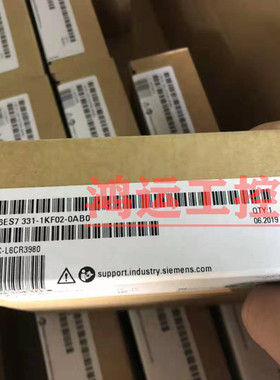 6ES7 331-1KF02-0AB0
C-L6CR3980
鸿运工控
QTY:1
06.2019
support.industry.siemens.com